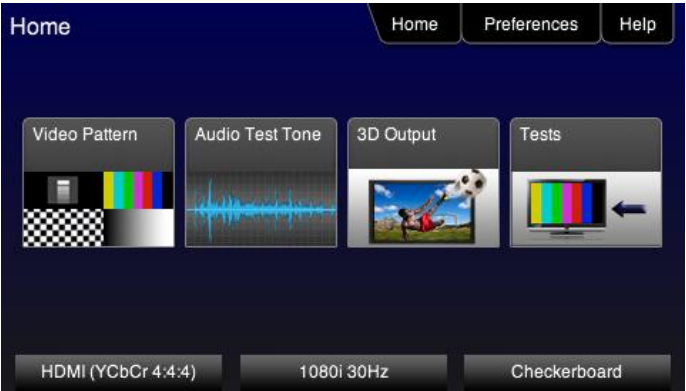 Home
Home
Preferences
Help
Video Pattern
Audio Test Tone
3D Output
Tests
HDMI (YCbCr 4:4:4)
1080i 30Hz
Checkerboard